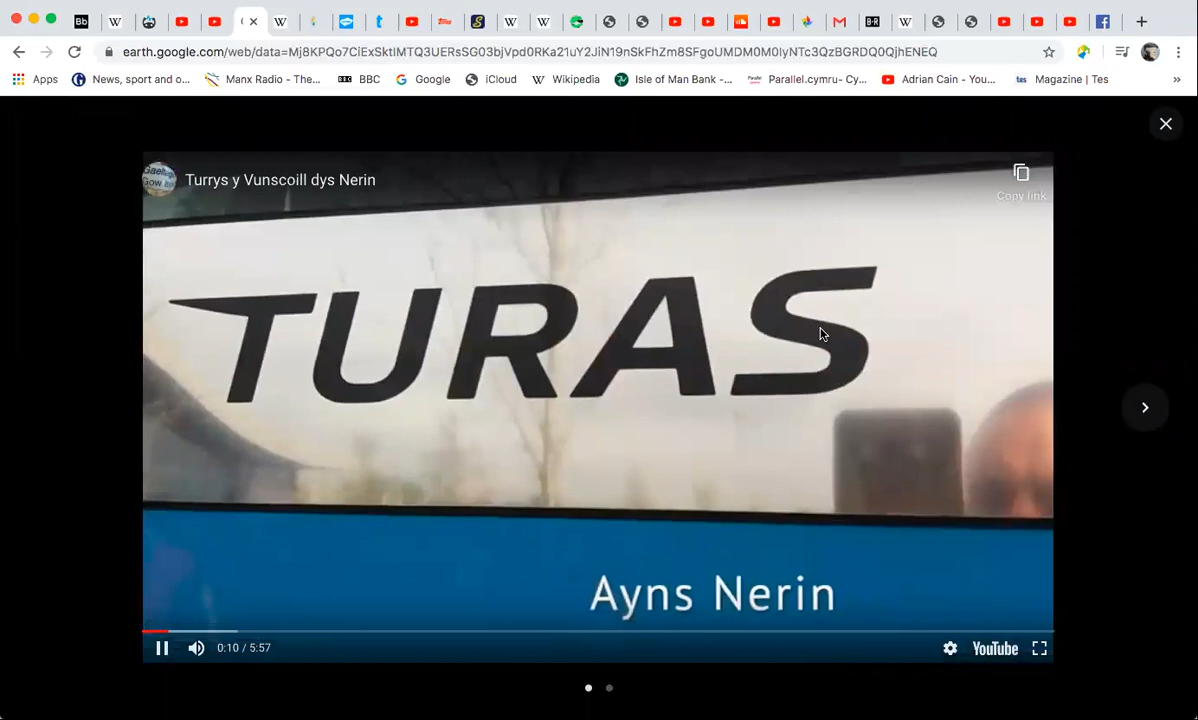 earth.google.com/web/data=Mj8KPQo7CiExSktlMTQ3UERsSG03bjVpd0RKa21uY2JiN19nSkFhZm8SFgoUMDM0M0IyNTc3QzBGRDQ0QjhENEQ
Apps News, sport and o... Manx Radio - The... BBC Google iCloud Wikipedia Isle of Man Bank -... Parallel.cymru- Cy... Adrian Cain - You... Magazine | Tes
Turrys y Vunscoill dys Nerin
Copy link
TURAS
Ayns Nerin
0:10 / 5:57
YouTube